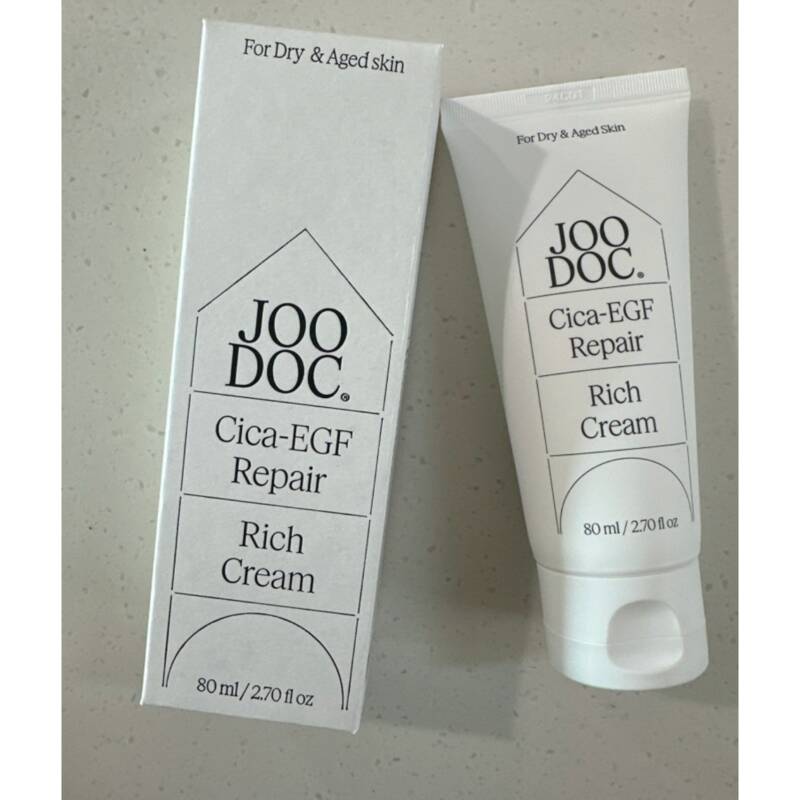 For Dry & Aged skin
JOO
DOC.
Cica-EGF
Repair
Rich
Cream
80 ml / 2.70 fl oz
For Dry & Aged Skin
JOO
DOC.
Cica-EGF
Repair
Rich
Cream
80 ml / 2.70 fl oz